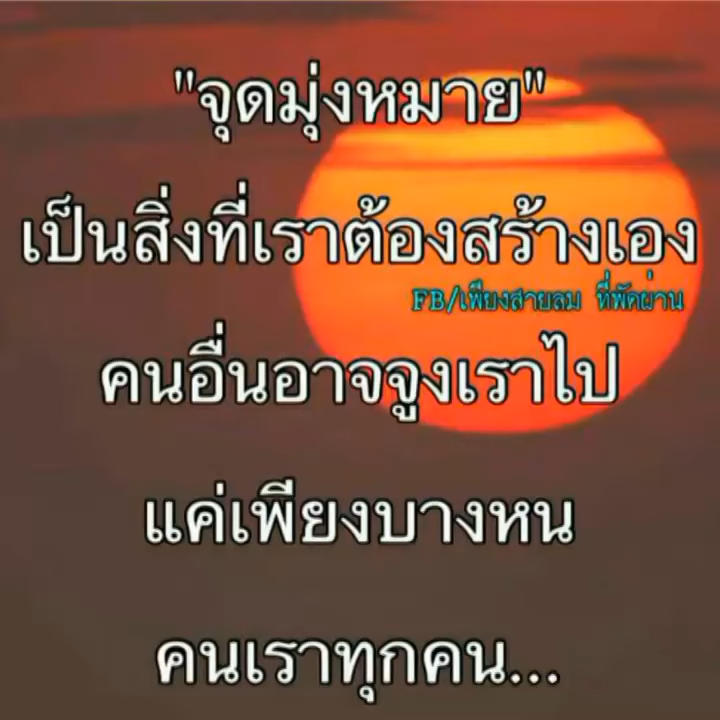 "จุดมุ่งหมาย"
เป็นสิ่งที่เราต้องสร้างเอง
FB/เพียงสายลม ที่พัดผ่าน
คนอื่นอาจจูงเราไป
แค่เพียงบางหน
คนเราทุกคน...